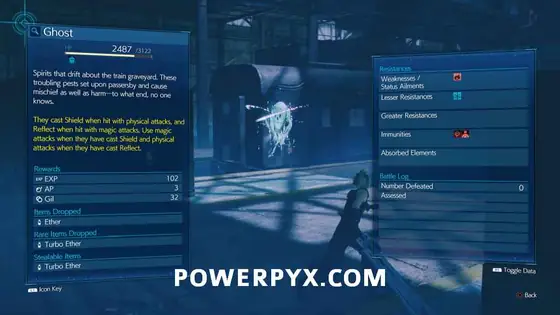 Ghost
HP 2487 /3122
Spirits that drift about the train graveyard. These
troubling pests set upon passersby and cause
mischief as well as harm—to what end, no one
knows.
They cast Shield when hit with physical attacks, and
Reflect when hit with magic attacks. Use magic
attacks when they have cast Shield and physical
attacks when they have cast Reflect.
Rewards
EXP EXP 102
AP 3
Gil 32
Items Dropped
Ether
Rare Items Dropped
Turbo Ether
Stealable Items
Turbo Ether
Icon Key
Resistances
Weaknesses /
Status Ailments
Lesser Resistances
Greater Resistances
Immunities
Absorbed Elements
Battle Log
Number Defeated 0
Assessed
Toggle Data
Back
POWERPYX.COM